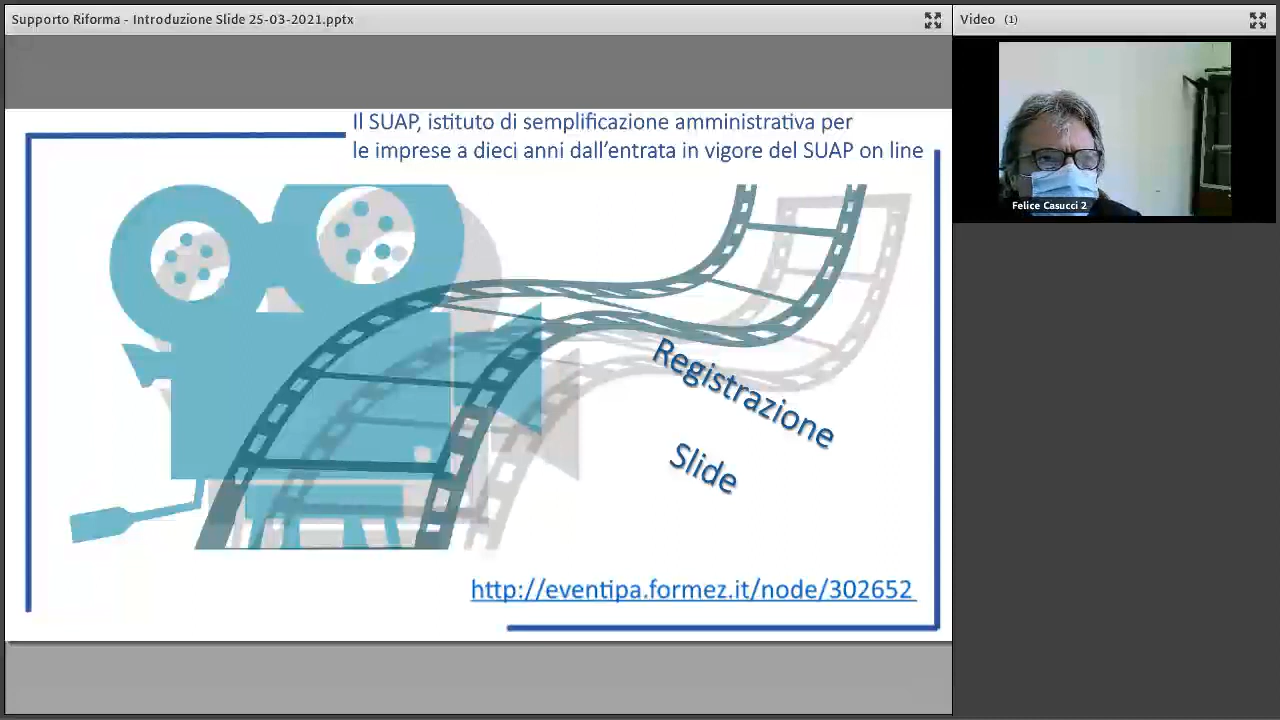 Supporto Riforma - Introduzione Slide 25-03-2021.pptx
Video (1)
Il SUAP, istituto di semplificazione amministrativa per
le imprese a dieci anni dall'entrata in vigore del SUAP on line
Felice Casucci 2
Registrazione
Slide
http://eventipa.formez.it/node/302652